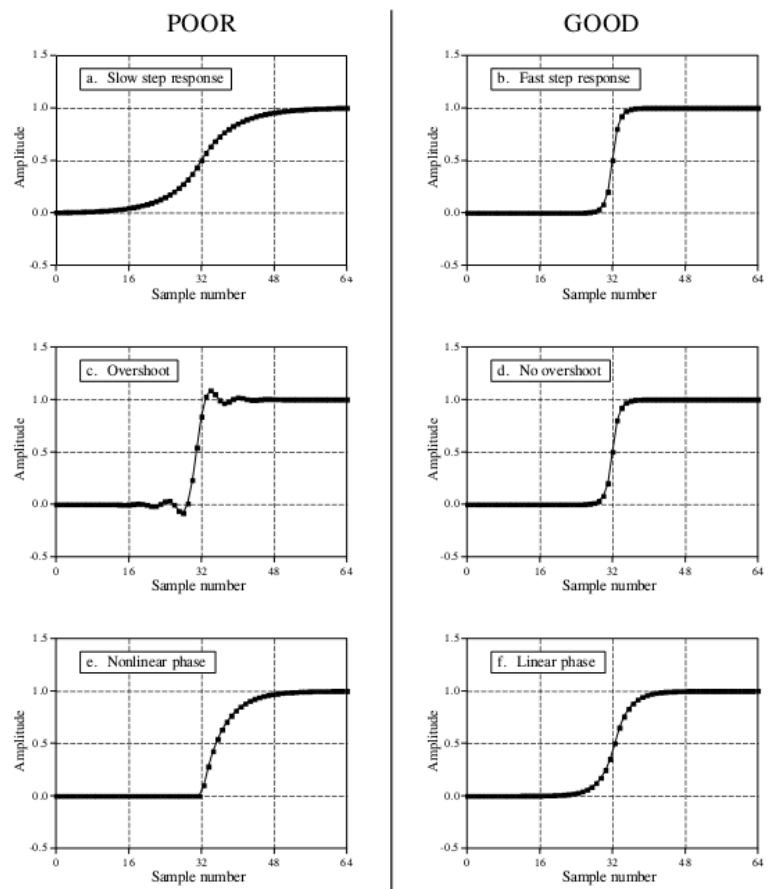 POOR
GOOD
1.5
a. Slow step response
1.0
0.5
0.0
-0.5
Amplitude
0 16 32 48 64
Sample number
1.5
b. Fast step response
1.0
0.5
0.0
-0.5
Amplitude
0 16 32 48 64
Sample number
1.5
c. Overshoot
1.0
0.5
0.0
-0.5
Amplitude
0 16 32 48 64
Sample number
1.5
d. No overshoot
1.0
0.5
0.0
-0.5
Amplitude
0 16 32 48 64
Sample number
1.5
e. Nonlinear phase
1.0
0.5
0.0
-0.5
Amplitude
0 16 32 48 64
Sample number
1.5
f. Linear phase
1.0
0.5
0.0
-0.5
Amplitude
0 16 32 48 64
Sample number